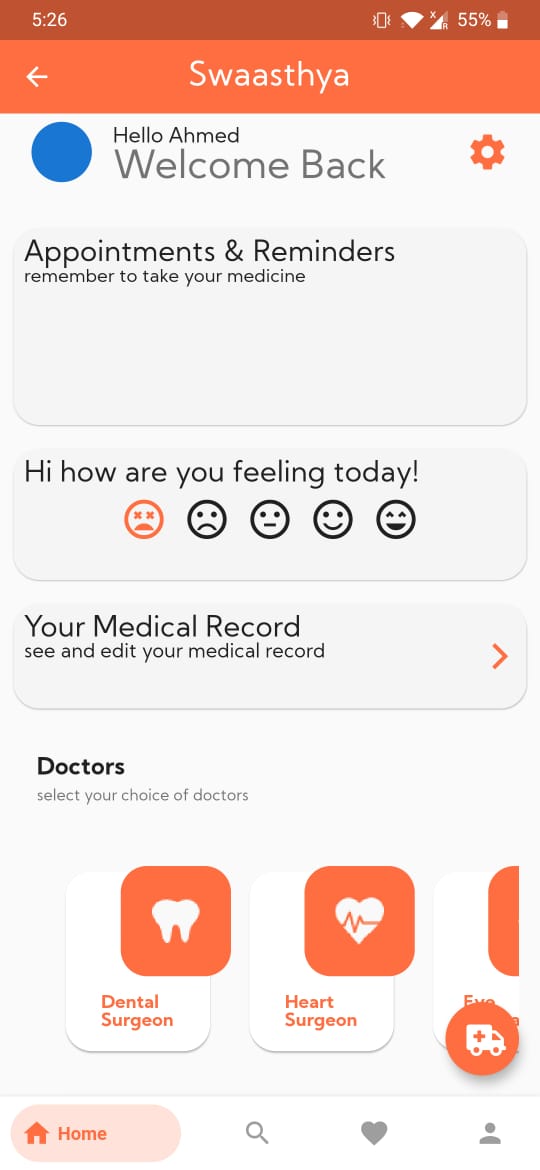 5:26
X
R
55%
Swaasthya
Hello Ahmed
Welcome Back
Appointments & Reminders
remember to take your medicine
Hi how are you feeling today!
Your Medical Record
see and edit your medical record
Doctors
select your choice of doctors
Dental
Surgeon
Heart
Surgeon
Home